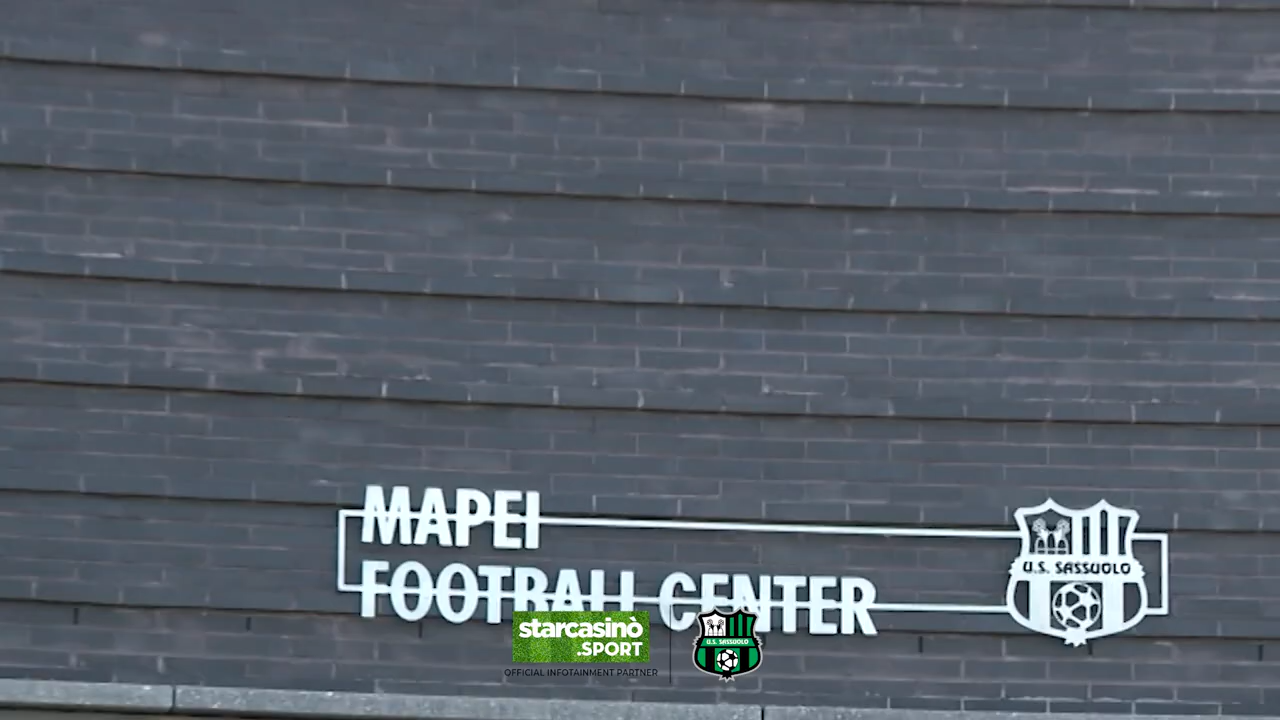 MAPEI
FOOTBALL CENTER
U.S. SASSUOLO
starcasinò
.SPORT
OFFICIAL INFOTAINMENT PARTNER
U.S. SASSUOLO